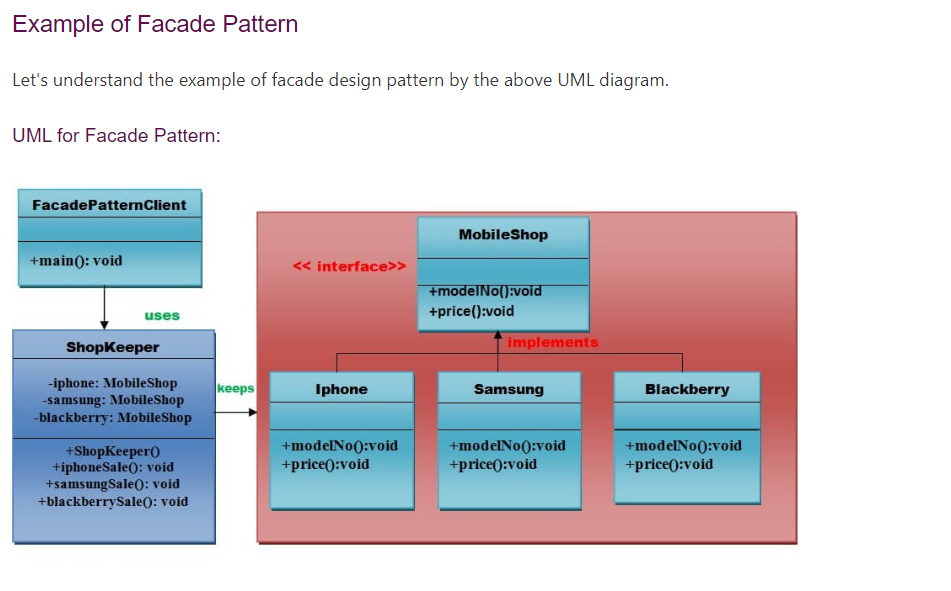 Example of Facade Pattern
Let's understand the example of facade design pattern by the above UML diagram.
UML for Facade Pattern:
FacadePatternClient
+main(): void
uses
ShopKeeper
-iphone: MobileShop
-samsung: MobileShop
-blackberry: MobileShop
+ShopKeeper()
+iphoneSale(): void
+samsungSale(): void
+blackberrySale(): void
keeps
<< interface>>
MobileShop
+modelNo():void
+price():void
implements
Iphone
+modelNo():void
+price():void
Samsung
+modelNo():void
+price():void
Blackberry
+modelNo():void
+price():void